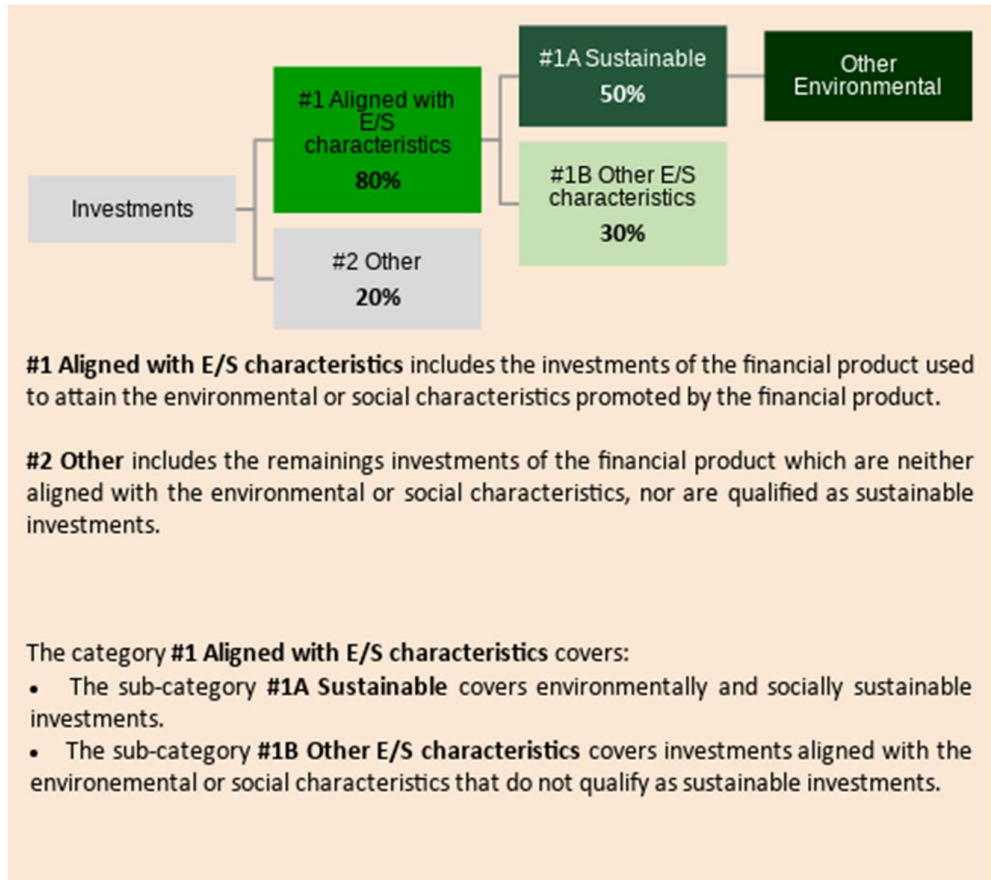 #1A Sustainable
50%
Other
Environmental
#1 Aligned with
E/S
characteristics
80%
#1B Other E/S
characteristics
30%
Investments
#2 Other
20%
#1 Aligned with E/S characteristics includes the investments of the financial product used
to attain the environmental or social characteristics promoted by the financial product.
#2 Other includes the remainings investments of the financial product which are neither
aligned with the environmental or social characteristics, nor are qualified as sustainable
investments.
The category #1 Aligned with E/S characteristics covers:
• The sub-category #1A Sustainable covers environmentally and socially sustainable
investments.
• The sub-category #1B Other E/S characteristics covers investments aligned with the
environemental or social characteristics that do not qualify as sustainable investments.